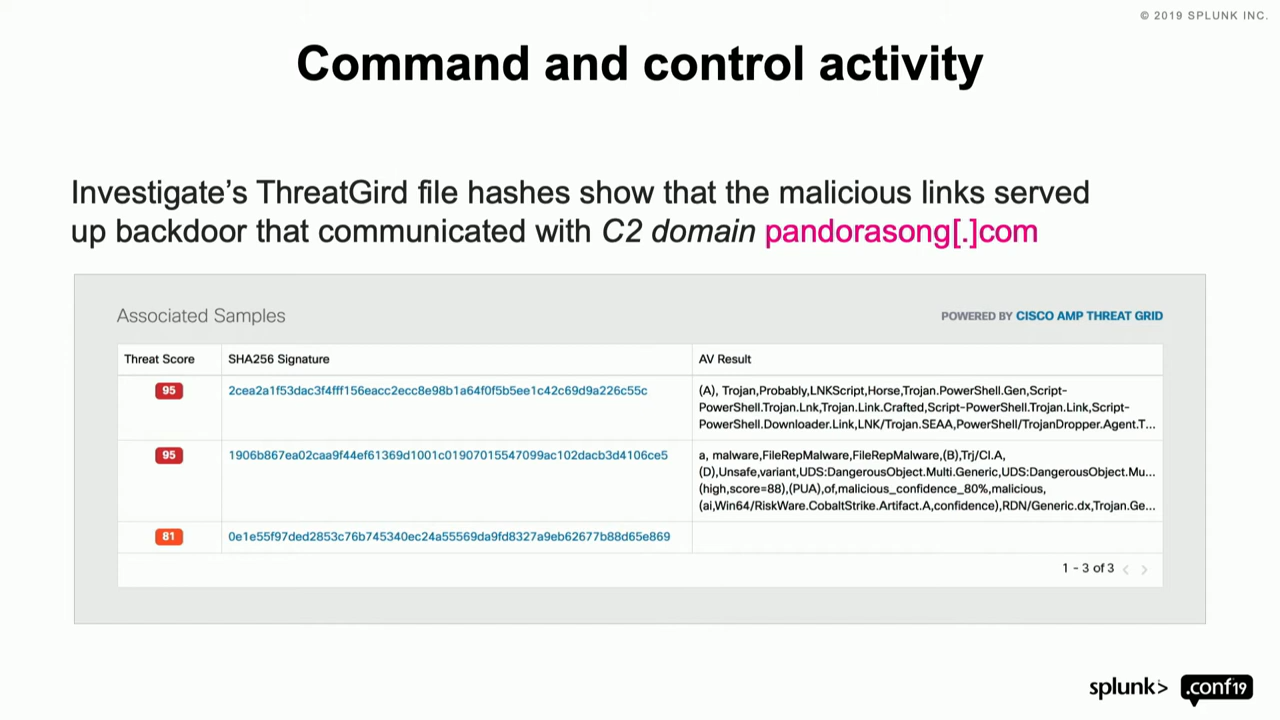 © 2019 SPLUNK INC.
Command and control activity
Investigate’s ThreatGird file hashes show that the malicious links served
up backdoor that communicated with C2 domain pandorasong[.]com
Associated Samples
POWERED BY CISCO AMP THREAT GRID
Threat Score SHA256 Signature AV Result
95 2cea2a1f53dac3f4fff156eacc2ecc8e98b1a64f0f5b5ee1c42c69d9a226c55c (A), Trojan,Probably,LNKScript,Horse,Trojan.PowerShell.Gen,Script-
PowerShell.Trojan.Lnk,Trojan.Link.Crafted,Script-PowerShell.Trojan.Link,Script-
PowerShell.Downloader.Link,LNK/Trojan.SEAA,PowerShell/TrojanDropper.Agent.T...
95 1906b867ea02caa9f44ef61369d1001c01907015547099ac102dacb3d4106ce5 a, malware,FileRepMalware,FileRepMalware,(B),Trj/CI.A,
(D),Unsafe,variant,UDS:DangerousObject.Multi.Generic,UDS:DangerousObject.Mu...
(high,score=88),(PUA),of,malicious_confidence_80%,malicious,
(ai,Win64/RiskWare.CobaltStrike.Artifact.A,confidence),RDN/Generic.dx,Trojan.Ge...
81 0e1e55f97ded2853c76b745340ec24a55569da9fd8327a9eb62677b88d65e869
1 - 3 of 3 < >
splunk> .conf19